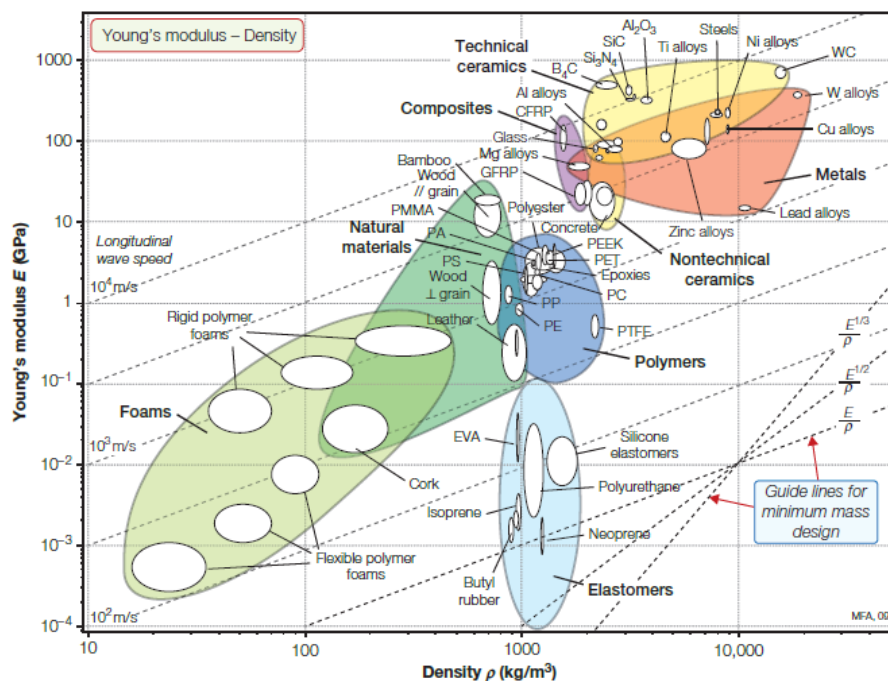 Young's modulus – Density
Al₂O₃
Steels
SiC
Ti alloys
Ni alloys
Technical
ceramics
Si₃N₄
WC
B₄C
W alloys
Composites
Al alloys
CFRP
Cu alloys
Glass
Mg alloys
Bamboo
GFRP
Metals
Wood
// grain
Polyester
PMMA
Concrete
Zinc alloys
Lead alloys
Natural
materials
PA
PEEK
PET
Nontechnical
ceramics
PS
Epoxies
Wood
⊥ grain
PC
PP
Leather
PE
PTFE
Polymers
Rigid polymer
foams
Foams
Longitudinal
wave speed
10⁴ m/s
10³ m/s
10² m/s
Cork
EVA
Silicone
elastomers
Polyurethane
Isoprene
Neoprene
Butyl
rubber
Flexible polymer
foams
Elastomers
E^1/3
ρ
E^1/2
ρ
E
ρ
Guide lines for
minimum mass
design
MFA, 09
Young's modulus E (GPa)
1000
100
10
1
10⁻¹
10⁻²
10⁻³
10⁻⁴
10
100
1000
10,000
Density ρ (kg/m³)